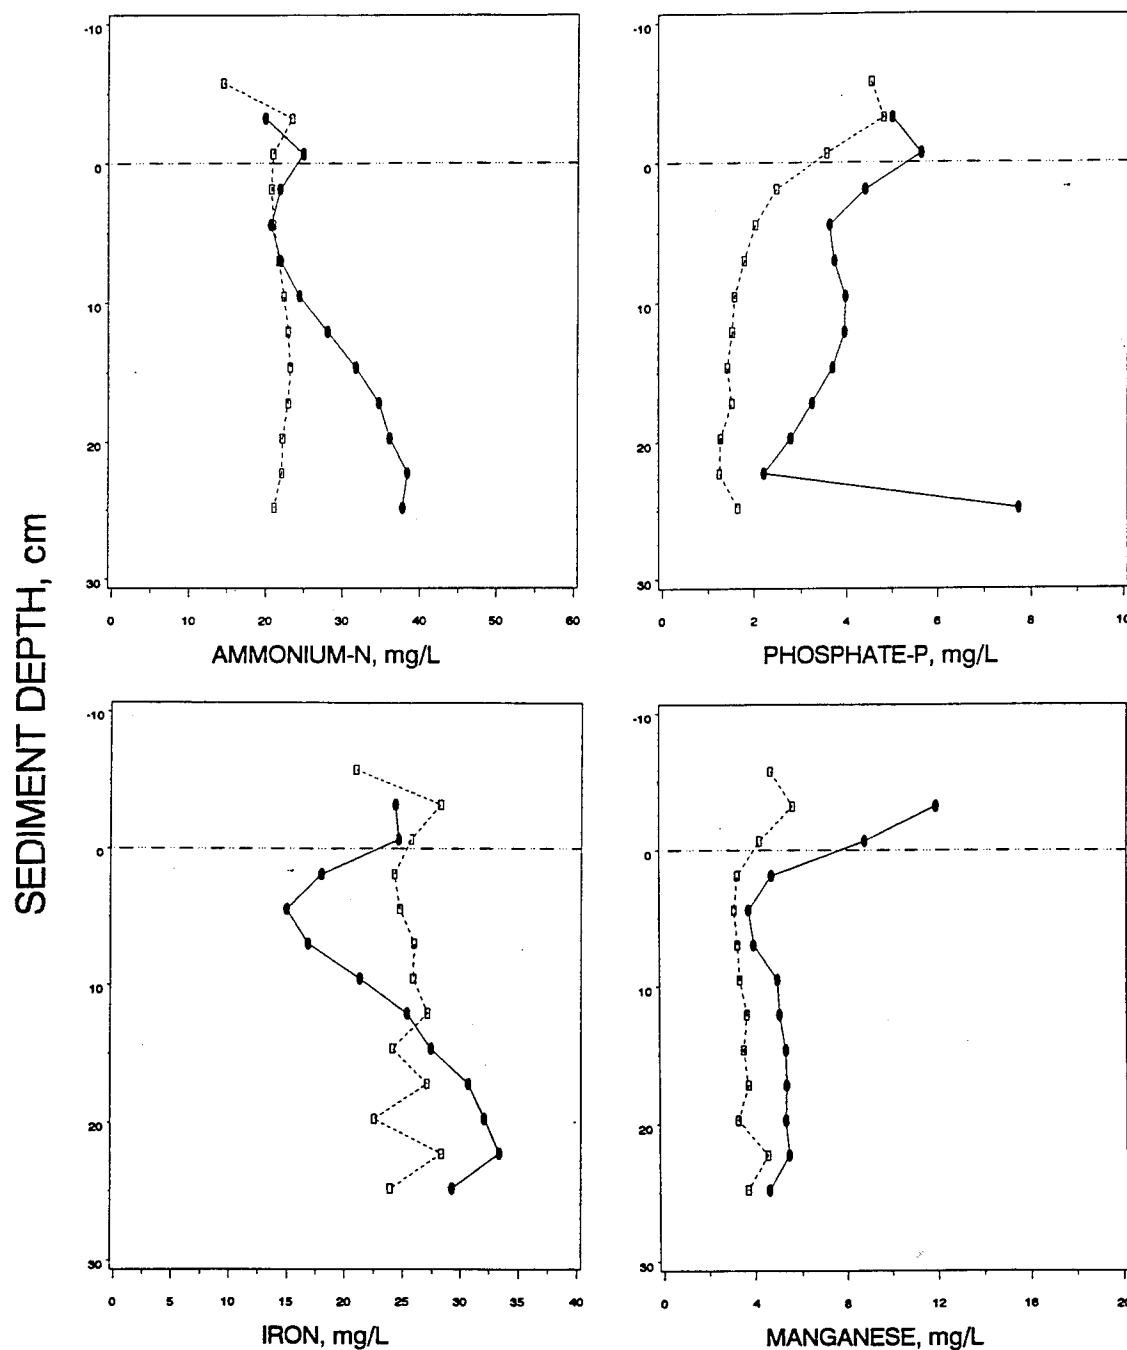 SEDIMENT DEPTH, cm
-10
0
10
20
30
0 10 20 30 40 50 60
AMMONIUM-N, mg/L
-10
0
10
20
30
0 2 4 6 8 10
PHOSPHATE-P, mg/L
-10
0
10
20
30
0 5 10 15 20 25 30 35 40
IRON, mg/L
-10
0
10
20
30
0 4 8 12 16 20
MANGANESE, mg/L